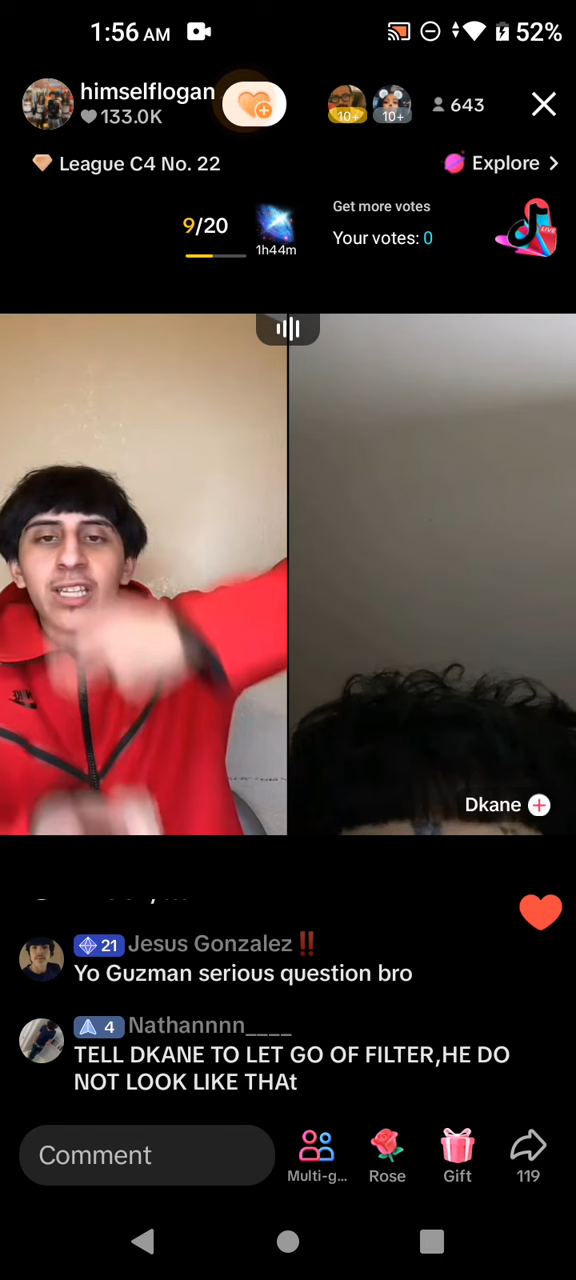 1:56 AM
52%
himselflogan
133.0K
10+
10+
643
League C4 No. 22
Explore
9/20
1h44m
Get more votes
Your votes: 0
LIVE
Dkane
21 Jesus Gonzalez‼️
Yo Guzman serious question bro
4 Nathannnn____
TELL DKANE TO LET GO OF FILTER,HE DO
NOT LOOK LIKE THAt
Comment
Multi-g...
Rose
Gift
119